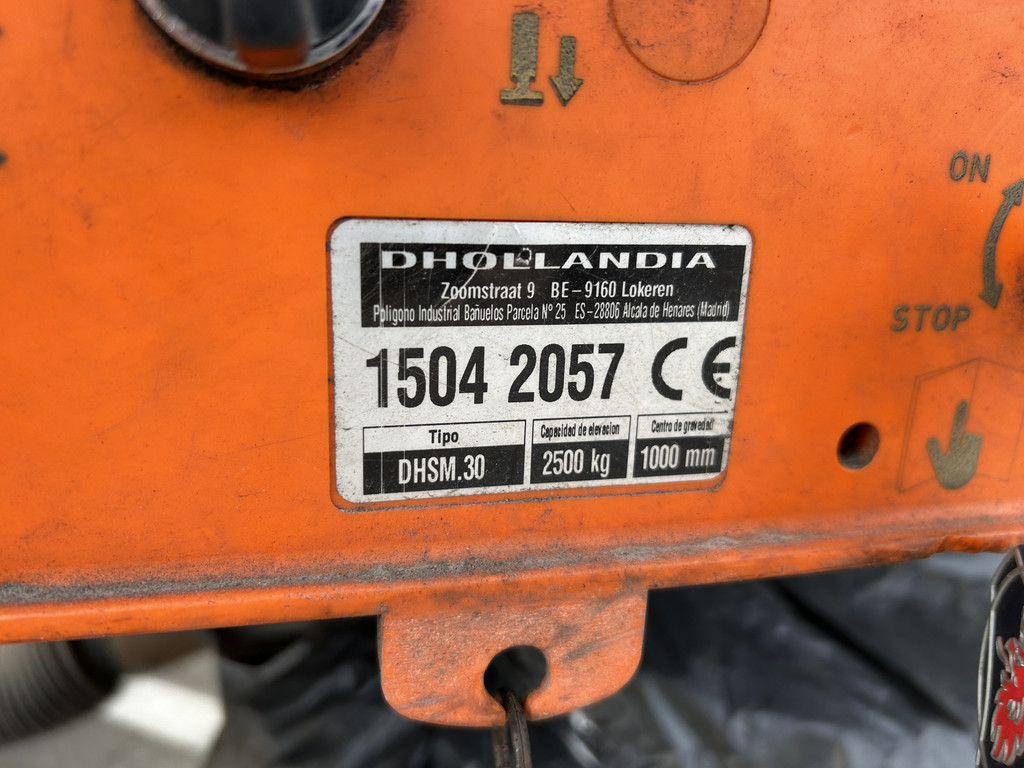 ON
STOP
DHOLLANDIA
Zoomstraat 9 BE-9160 Lokeren
Poligono Industrial Bañuelos Parcela Nº 25 ES-28806 Alcala de Henares (Madrid)
1504 2057 CE
Tipo
DHSM.30
Capacidad de elevacion
2500 kg
Centro de gravedad
1000 mm